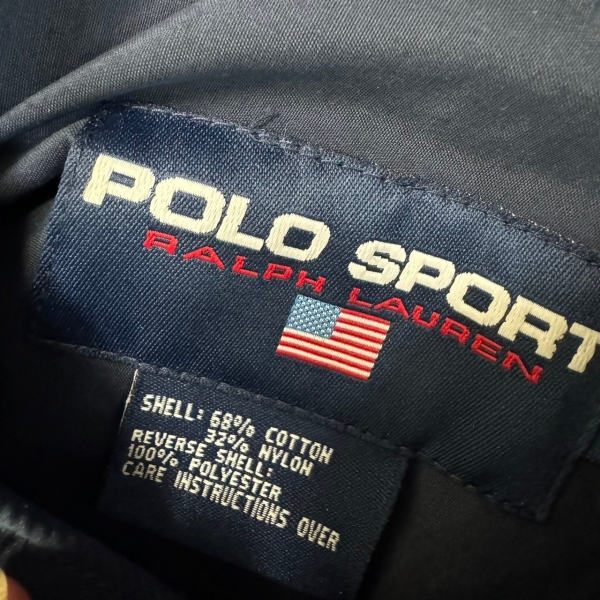 POLO SPORT
RALPH LAUREN
SHELL: 68% COTTON
32% NYLON
REVERSE SHELL:
100% POLYESTER
CARE INSTRUCTIONS OVER